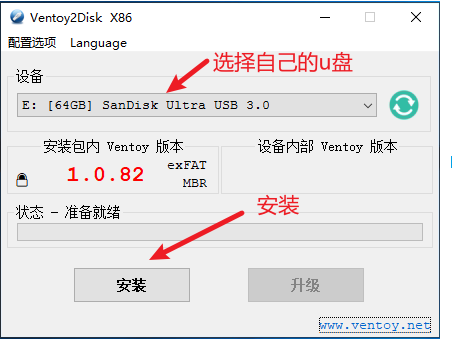 Ventoy2Disk X86
配置选项 Language
选择自己的u盘
设备
E: [64GB] SanDisk Ultra USB 3.0
安装包内 Ventoy 版本
设备内部 Ventoy 版本
1.0.82
exFAT
MBR
安装
状态 - 准备就绪
安装
升级
www.ventoy.net